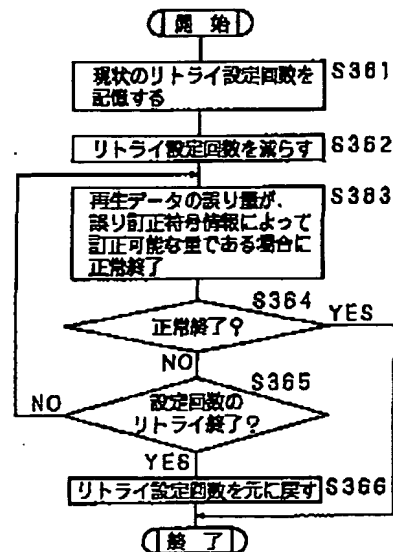 開 始
現状のリトライ設定回数を
記憶する
S361
リトライ設定回数を減らす
S362
再生データの誤り量が、
誤り訂正符号情報によって
訂正可能な量である場合に
正常終了
S383
S364
正常終了?
YES
NO
S365
設定回数の
リトライ終了?
NO
YES
リトライ設定回数を元に戻す
S366
終 了